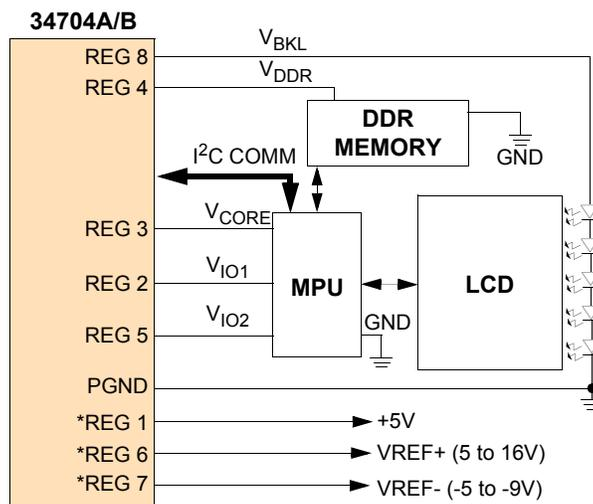 34704A/B
REG 8
V_BKL
REG 4
V_DDR
DDR
MEMORY
GND
I²C COMM
REG 3
V_CORE
REG 2
V_IO1
MPU
LCD
REG 5
V_IO2
GND
PGND
*REG 1
+5V
*REG 6
VREF+ (5 to 16V)
*REG 7
VREF- (-5 to -9V)